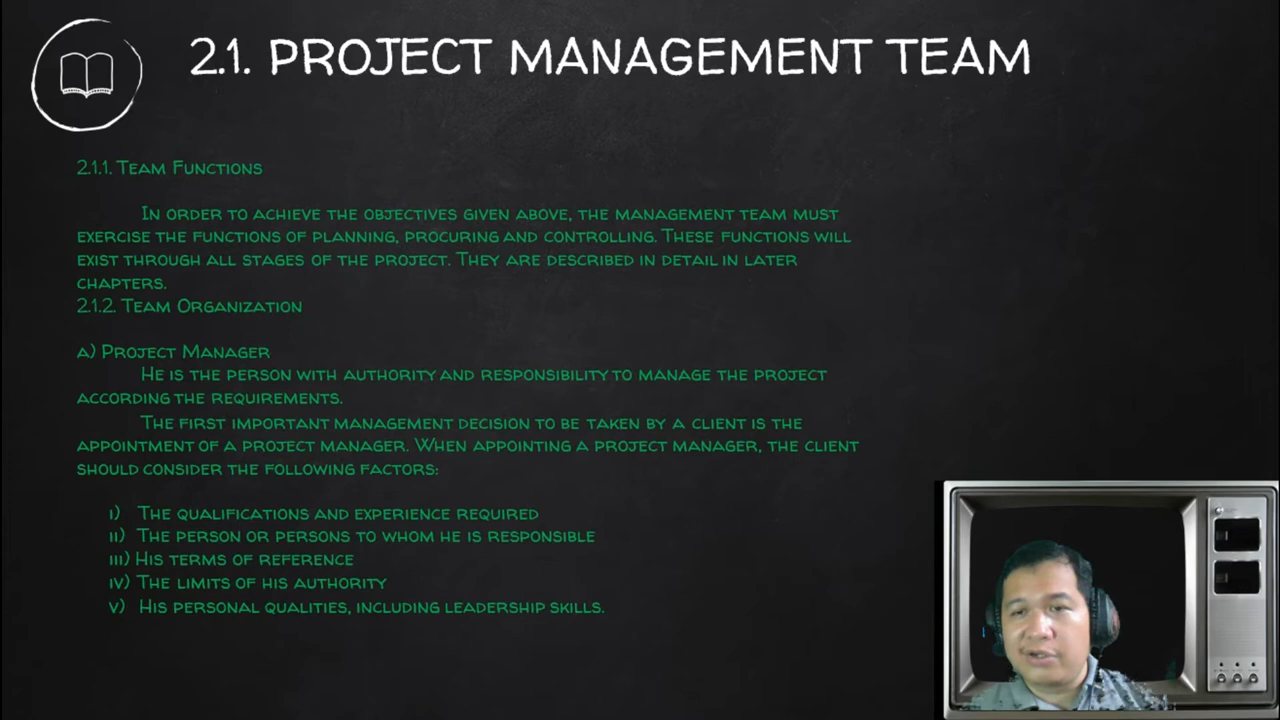 2.1. PROJECT MANAGEMENT TEAM
2.1.1. Team Functions
In order to achieve the objectives given above, the management team must
exercise the functions of planning, procuring and controlling. These functions will
exist through all stages of the project. They are described in detail in later
chapters.
2.1.2. Team Organization
a) Project Manager
He is the person with authority and responsibility to manage the project
according the requirements.
The first important management decision to be taken by a client is the
appointment of a project manager. When appointing a project manager, the client
should consider the following factors:
i) The qualifications and experience required
ii) The person or persons to whom he is responsible
iii) His terms of reference
iv) The limits of his authority
v) His personal qualities, including leadership skills.